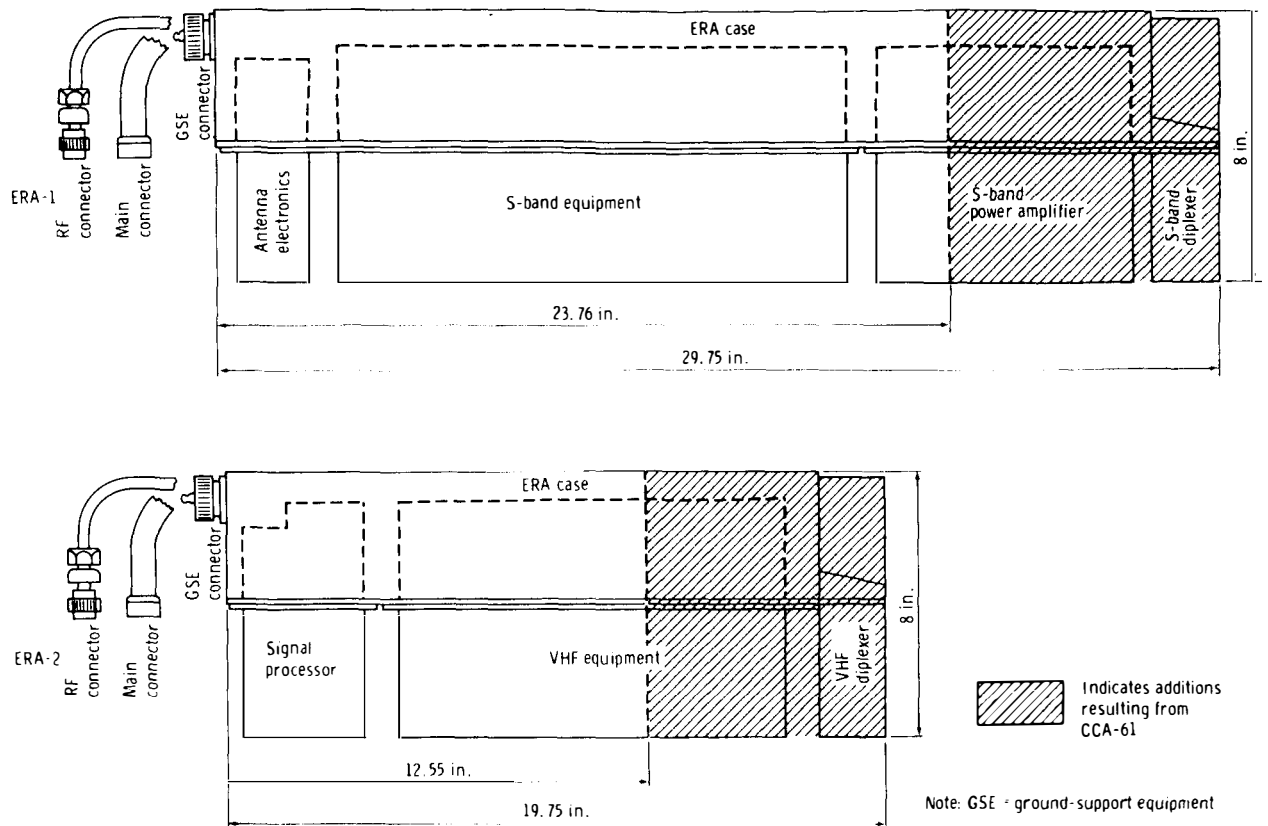 ERA case
GSE
connector
ERA-1
RF
connector
Main
connector
Antenna
electronics
S-band equipment
S-band
power amplifier
S-band
diplexer
8 in.
23.76 in.
29.75 in.
ERA case
GSE
connector
ERA-2
RF
connector
Main
connector
Signal
processor
VHF equipment
VHF
diplexer
8 in.
12.55 in.
19.75 in.
Indicates additions
resulting from
CCA-61
Note: GSE = ground-support equipment